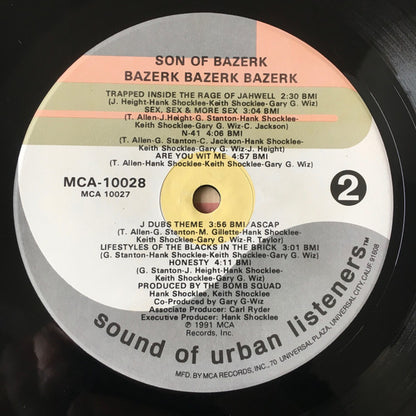 SON OF BAZERK
BAZERK BAZERK BAZERK
TRAPPED INSIDE THE RAGE OF JAHWELL 2:30 BMI
(J. Height-Hank Shocklee-Keith Shocklee-Gary G. Wiz)
SEX, SEX & MORE SEX 3:04 BMI
(T. Allen-J.Height-G. Stanton-Hank Shocklee-
Keith Shocklee-Gary G. Wiz-C. Jackson)
N-41 4:06 BMI
(T. Allen-G. Stanton-C. Jackson-Hank Shocklee-
Keith Shocklee-Gary G. Wiz-J. Height)
ARE YOU WIT ME 4:57 BMI
(T. Allen-Hank Shocklee-Keith Shocklee-Gary G. Wiz)
MCA-10028
MCA 10027
2
J DUBS THEME 3:56 BMI/ASCAP
(T. Allen-G. Stanton-M. Gillette-Hank Shocklee-
Keith Shocklee-Gary G. Wiz-R. Taylor)
LIFESTYLES OF THE BLACKS IN THE BRICK 3:01 BMI
(G. Stanton-Hank Shocklee-Keith Shocklee-Gary G. Wiz)
HONESTY 4:11 BMI
(G. Stanton-J. Height-Hank Shocklee-
Keith Shocklee-Gary G. Wiz)
PRODUCED BY THE BOMB SQUAD
Hank Shocklee, Keith Shocklee
Co-Produced by Gary G-Wiz
Associate Producer: Carl Ryder
Executive Producer: Hank Shocklee
℗ 1991 MCA
Records, Inc.
sound of urban listeners™
MFD. BY MCA RECORDS, INC., 70 UNIVERSAL PLAZA, UNIVERSAL CITY, CALIF. 91608